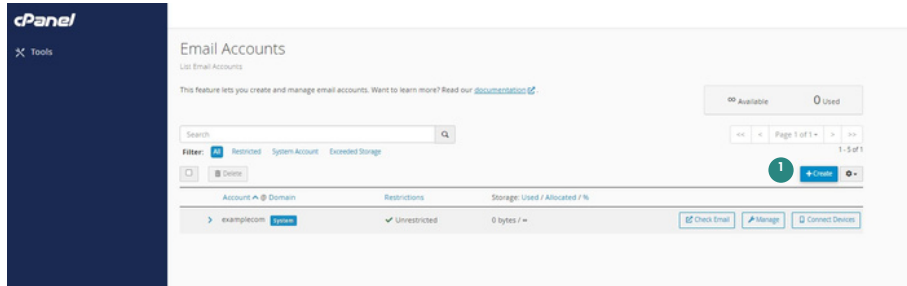 cPanel
Tools
Email Accounts
List Email Accounts
This feature lets you create and manage email accounts. Want to learn more? Read our documentation.
∞ Available 0 Used
Search
<< < Page 1 of 1 > >>
Filter: All Restricted System Account Exceeded Storage
1 - 5 of 1
Delete
1
+ Create
Account @ Domain Restrictions Storage: Used / Allocated / %
examplecom System Unrestricted 0 bytes / ∞ Check Email Manage Connect Devices